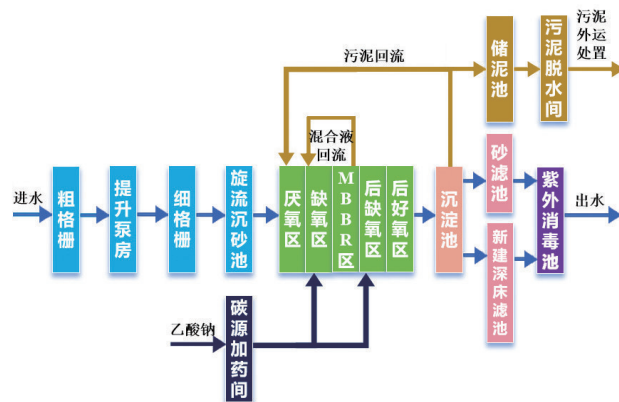 污泥
外运
处置
污泥回流
储泥池
污泥脱水间
混合液
回流
进水
粗格栅
提升泵房
细格栅
旋流沉砂池
厌氧区
缺氧区
MBBR区
后缺氧区
后好氧区
沉淀池
砂滤池
新建深床滤池
紫外消毒池
出水
乙酸钠
碳源加药间